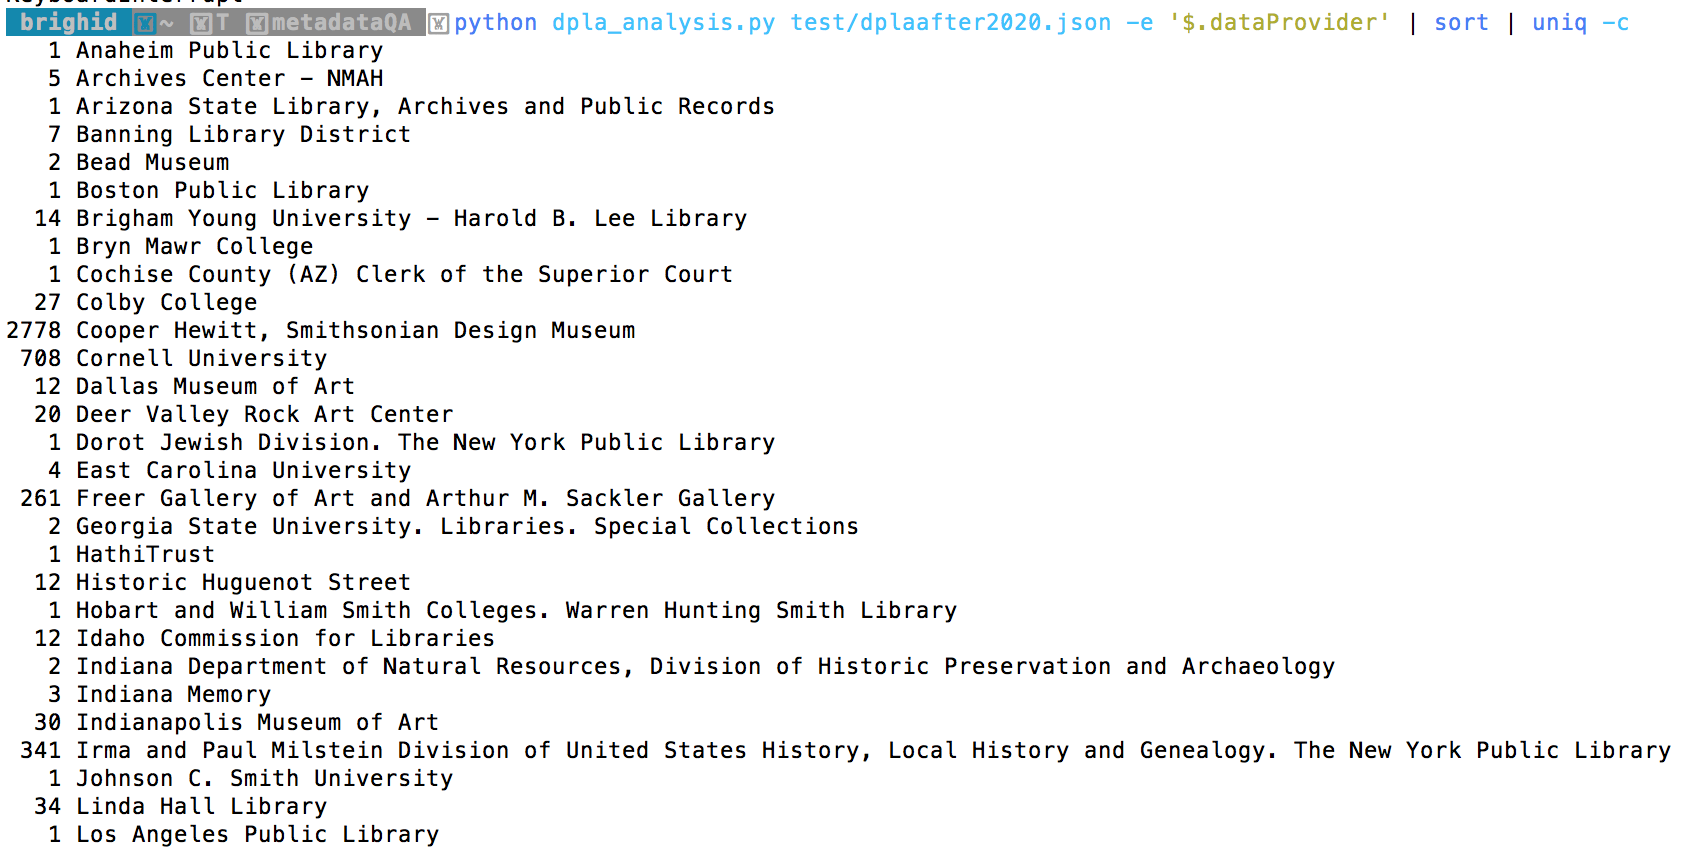 KeyboardInterrupt
brighid ~ T metadataQA python dpla_analysis.py test/dplaafter2020.json -e '$.dataProvider' | sort | uniq -c
1 Anaheim Public Library
5 Archives Center - NMAH
1 Arizona State Library, Archives and Public Records
7 Banning Library District
2 Bead Museum
1 Boston Public Library
14 Brigham Young University - Harold B. Lee Library
1 Bryn Mawr College
1 Cochise County (AZ) Clerk of the Superior Court
27 Colby College
2778 Cooper Hewitt, Smithsonian Design Museum
708 Cornell University
12 Dallas Museum of Art
20 Deer Valley Rock Art Center
1 Dorot Jewish Division. The New York Public Library
4 East Carolina University
261 Freer Gallery of Art and Arthur M. Sackler Gallery
2 Georgia State University. Libraries. Special Collections
1 HathiTrust
12 Historic Huguenot Street
1 Hobart and William Smith Colleges. Warren Hunting Smith Library
12 Idaho Commission for Libraries
2 Indiana Department of Natural Resources, Division of Historic Preservation and Archaeology
3 Indiana Memory
30 Indianapolis Museum of Art
341 Irma and Paul Milstein Division of United States History, Local History and Genealogy. The New York Public Library
1 Johnson C. Smith University
34 Linda Hall Library
1 Los Angeles Public Library